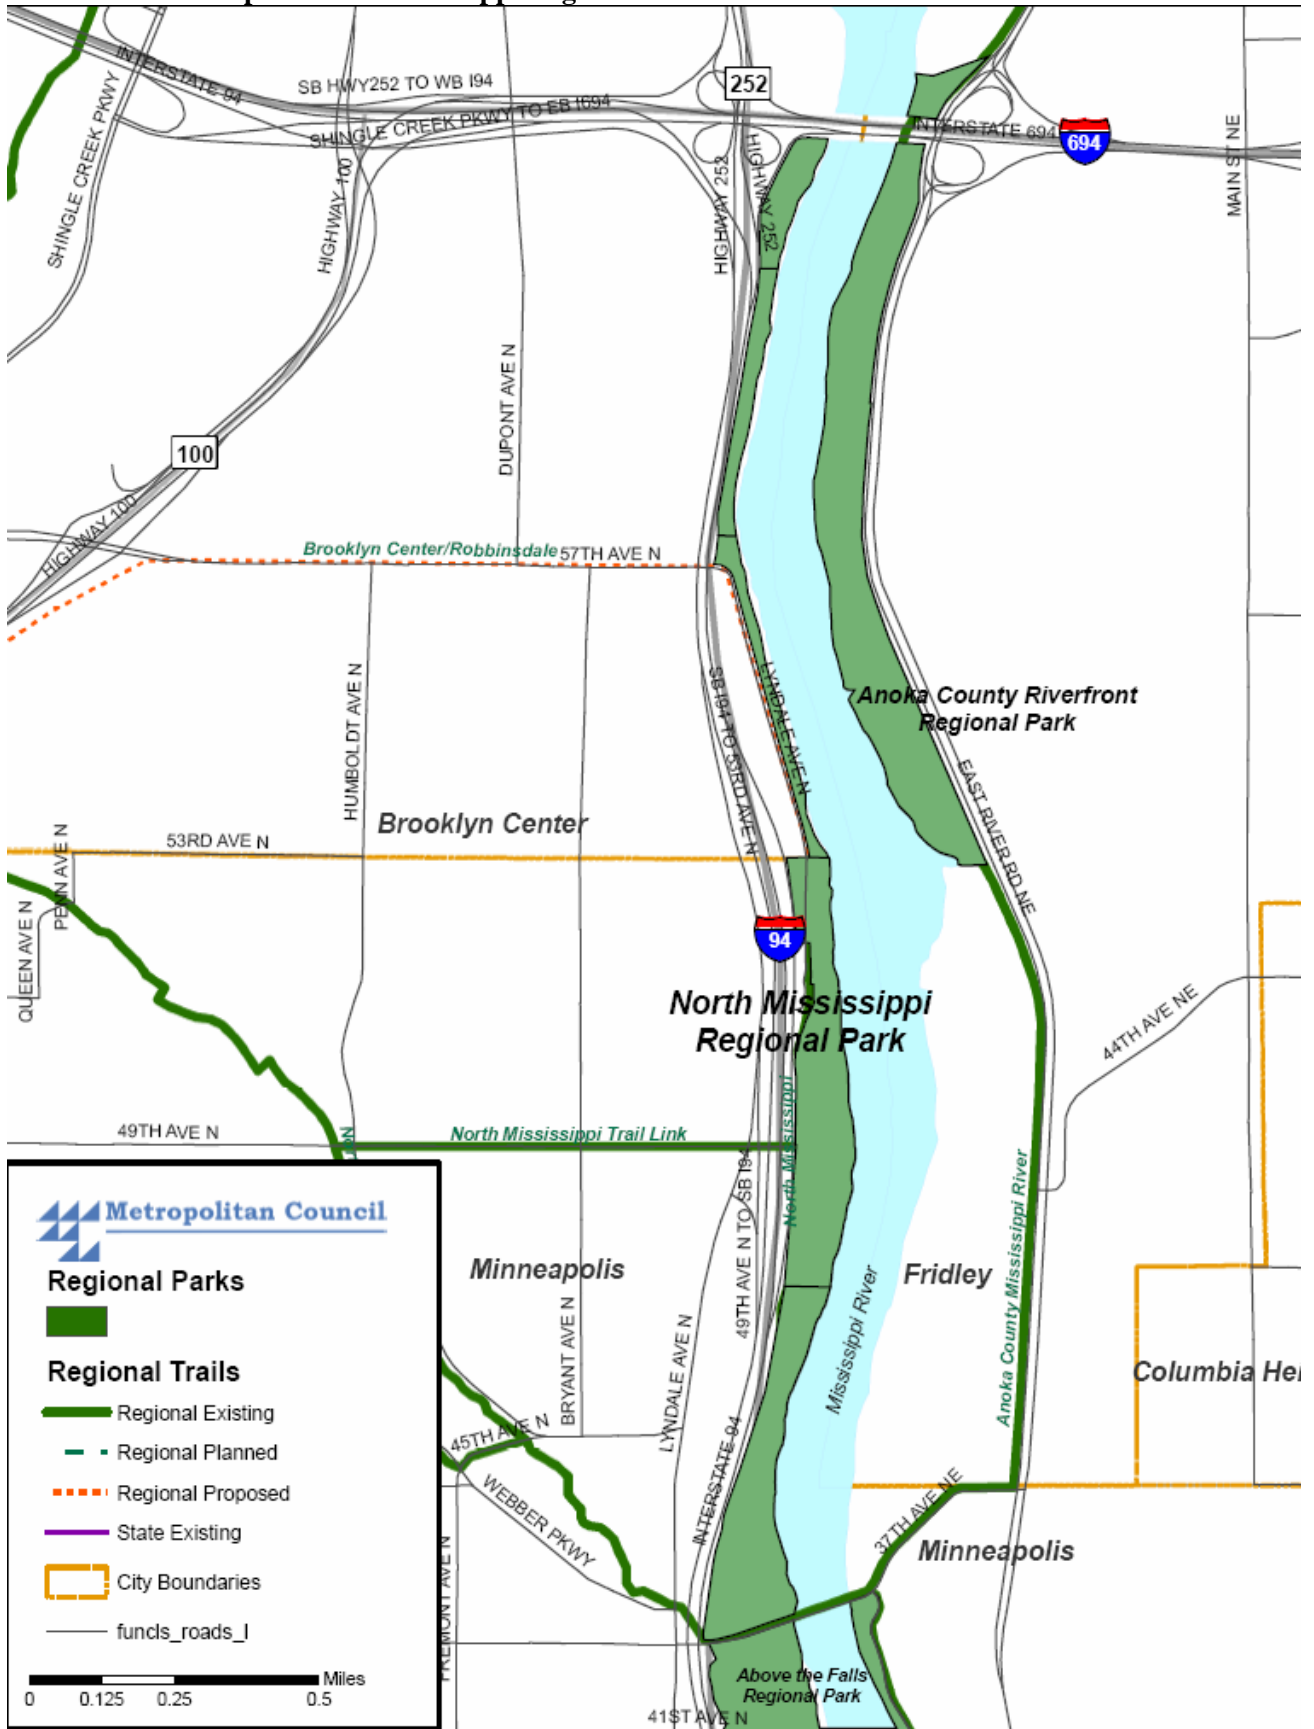 INTERSTATE 94
SB HWY252 TO WB I94
252
SHINGLE CREEK PKWY TO EB I694
INTERSTATE 694
694
SHINGLE CREEK PKWY
HIGHWAY 100
HIGHWAY 252
HIGHWAY 252
MAIN ST NE
DUPONT AVE N
100
HIGHWAY 100
Brooklyn Center/Robbinsdale
57TH AVE N
HUMBOLDT AVE N
SB I94 TO 53RD AVE N
LYNDALE AVE N
Anoka County Riverfront
Regional Park
EAST RIVER RD NE
Brooklyn Center
53RD AVE N
PENN AVE N
QUEEN AVE N
94
North Mississippi
Regional Park
44TH AVE NE
49TH AVE N
North Mississippi Trail Link
North Mississippi
49TH AVE N TO SB I94
Anoka County Mississippi River
Minneapolis
Mississippi River
Fridley
Columbia Hei
BRYANT AVE N
LYNDALE AVE N
45TH AVE N
WEBBER PKWY
INTERSTATE 94
37TH AVE NE
Minneapolis
FREMONT AVE N
Above the Falls
Regional Park
41ST AVE N
Metropolitan Council
Regional Parks
Regional Trails
Regional Existing
Regional Planned
Regional Proposed
State Existing
City Boundaries
funcls_roads_l
Miles
0 0.125 0.25 0.5